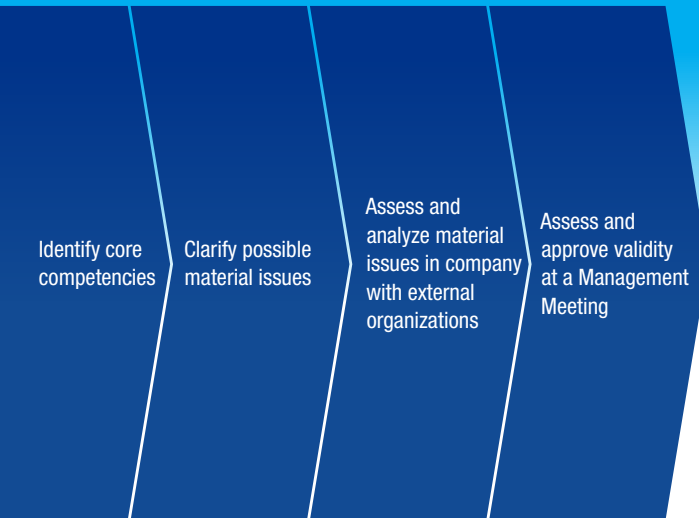 Identify core
competencies
Clarify possible
material issues
Assess and
analyze material
issues in company
with external
organizations
Assess and
approve validity
at a Management
Meeting